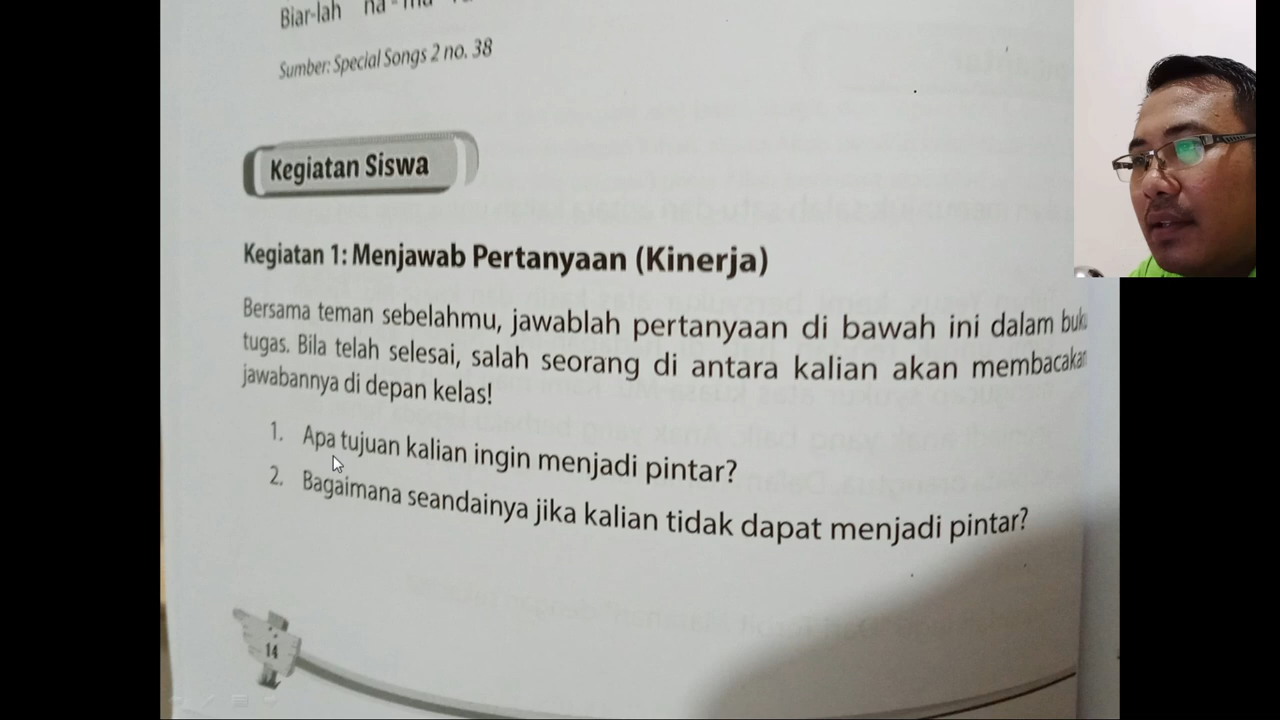 Biar-lah
Sumber: Special Songs 2 no. 38
Kegiatan Siswa
Kegiatan 1: Menjawab Pertanyaan (Kinerja)
Bersama teman sebelahmu, jawablah pertanyaan di bawah ini dalam
tugas. Bila telah selesai, salah seorang di antara kalian akan membacakan
jawabannya di depan kelas!
1. Apa tujuan kalian ingin menjadi pintar?
2. Bagaimana seandainya jika kalian tidak dapat menjadi pintar?
14